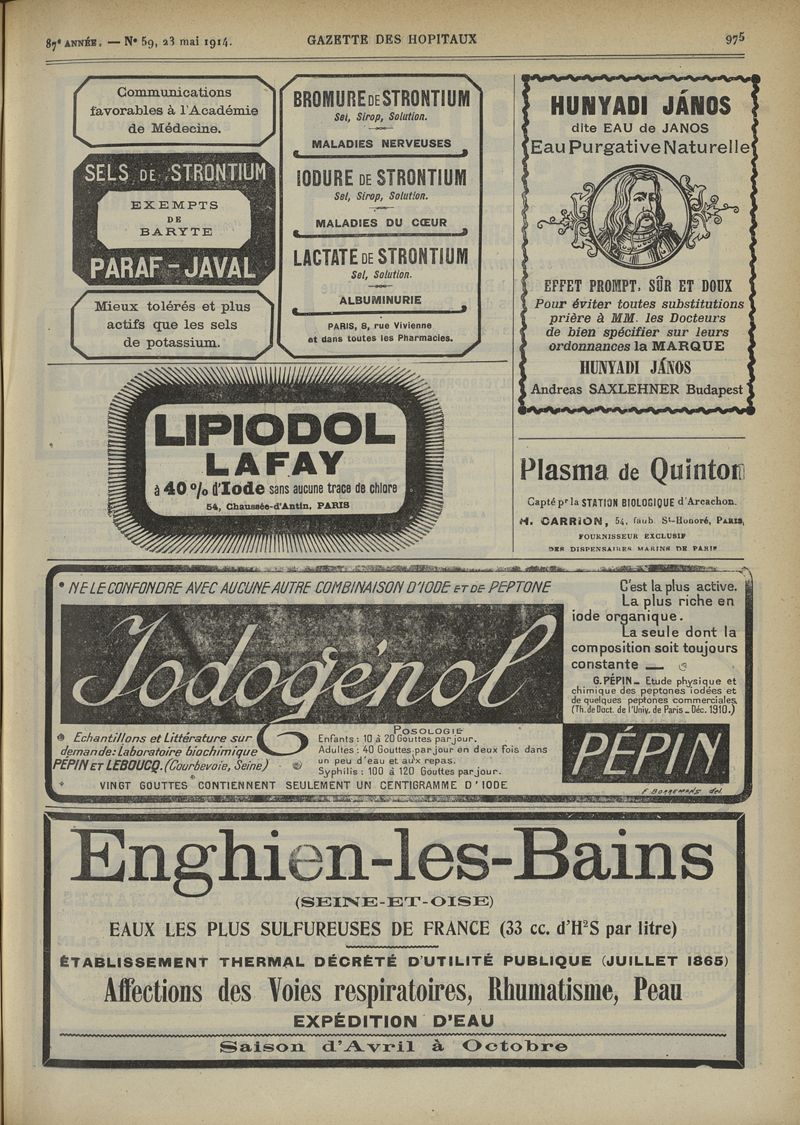 87e ANNÉE. — N° 59, 23 mai 1914.
GAZETTE DES HOPITAUX
975
Communications
favorables à l'Académie
de Médecine.
SELS DE STRONTIUM
EXEMPTS
DE
BARYTE
PARAF-JAVAL
Mieux tolérés et plus
actifs que les sels
de potassium.
BROMURE DE STRONTIUM
Sel, Sirop, Solution.
MALADIES NERVEUSES
IODURE DE STRONTIUM
Sel, Sirop, Solution.
MALADIES DU CŒUR
LACTATE DE STRONTIUM
Sel, Solution.
ALBUMINURIE
PARIS, 8, rue Vivienne
et dans toutes les Pharmacies.
HUNYADI JÁNOS
dite EAU de JANOS
Eau Purgative Naturelle
EFFET PROMPT, SÛR ET DOUX
Pour éviter toutes substitutions
prière à MM. les Docteurs
de bien spécifier sur leurs
ordonnances la MARQUE
HUNYADI JÁNOS
Andreas SAXLEHNER Budapest
LIPIODOL
LAFAY
à 40 % d'Iode sans aucune trace de chlore
54, Chaussée-d'Antin, PARIS
Plasma de Quinton
Capté pr la STATION BIOLOGIQUE d'Arcachon.
H. CARRION, 54, faub. St-Honoré, PARIS,
FOURNISSEUR EXCLUSIF
DES DISPENSAIRES MARINS DE PARIS
NE LE CONFONDRE AVEC AUCUNE AUTRE COMBINAISON D'IODE ET DE PEPTONE
Iodogénol
C'est la plus active.
La plus riche en
iode organique.
La seule dont la
composition soit toujours
constante —
G. PÉPIN_ Etude physique et
chimique des peptones iodées et
de quelques peptones commerciales
(Th. de Doct. de l'Univ. de Paris _ Déc. 1910.)
Echantillons et Littérature sur
demande: Laboratoire biochimique
PÉPIN ET LEBOUCQ. (Courbevoie, Seine)
POSOLOGIE
Enfants : 10 à 20 Gouttes par jour.
Adultes : 40 Gouttes par jour en deux fois dans
un peu d'eau et aux repas.
Syphilis : 100 à 120 Gouttes par jour.
PÉPIN
VINGT GOUTTES CONTIENNENT SEULEMENT UN CENTIGRAMME D'IODE
Enghien-les-Bains
(SEINE-ET-OISE)
EAUX LES PLUS SULFUREUSES DE FRANCE (33 cc. d'H²S par litre)
ÉTABLISSEMENT THERMAL DÉCRÉTÉ D'UTILITÉ PUBLIQUE (JUILLET 1865)
Affections des Voies respiratoires, Rhumatisme, Peau
EXPÉDITION D'EAU
Saison d'Avril à Octobre